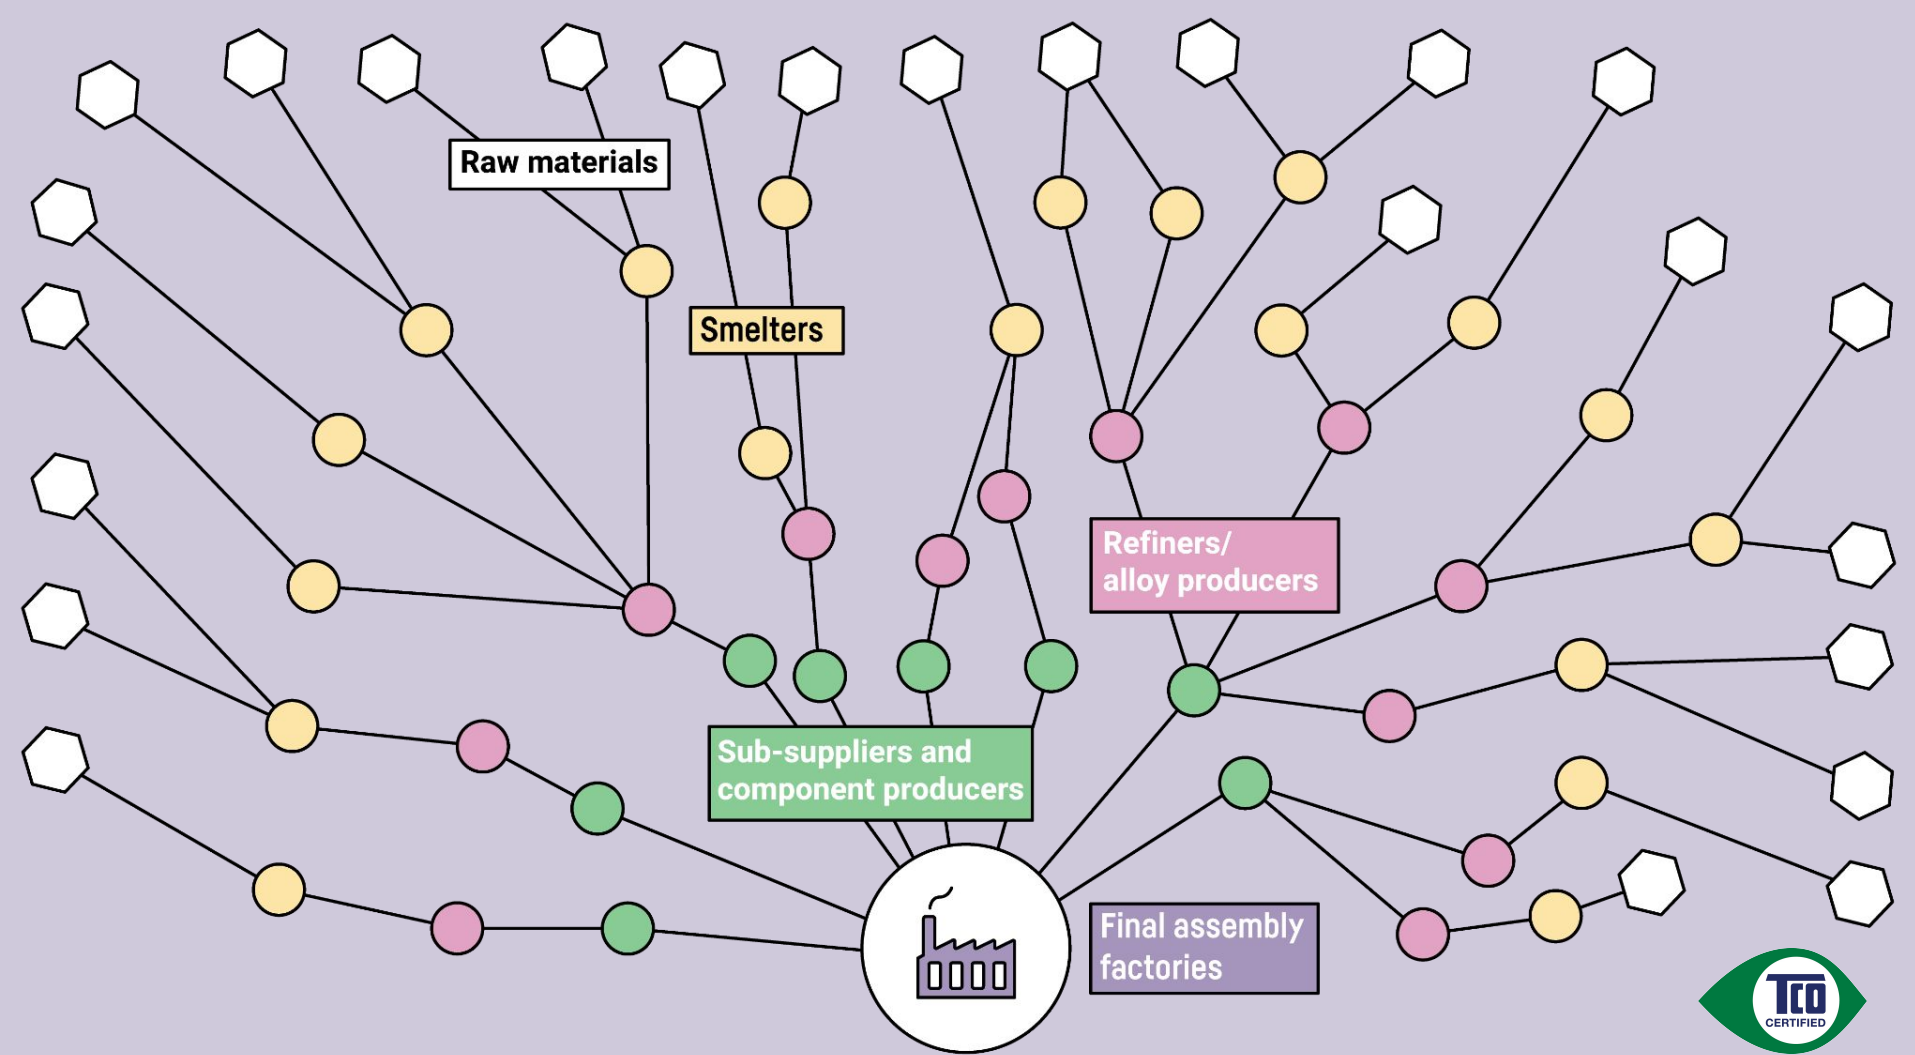 Raw materials
Smelters
Refiners/
alloy producers
Sub-suppliers and
component producers
Final assembly
factories
TCO
CERTIFIED